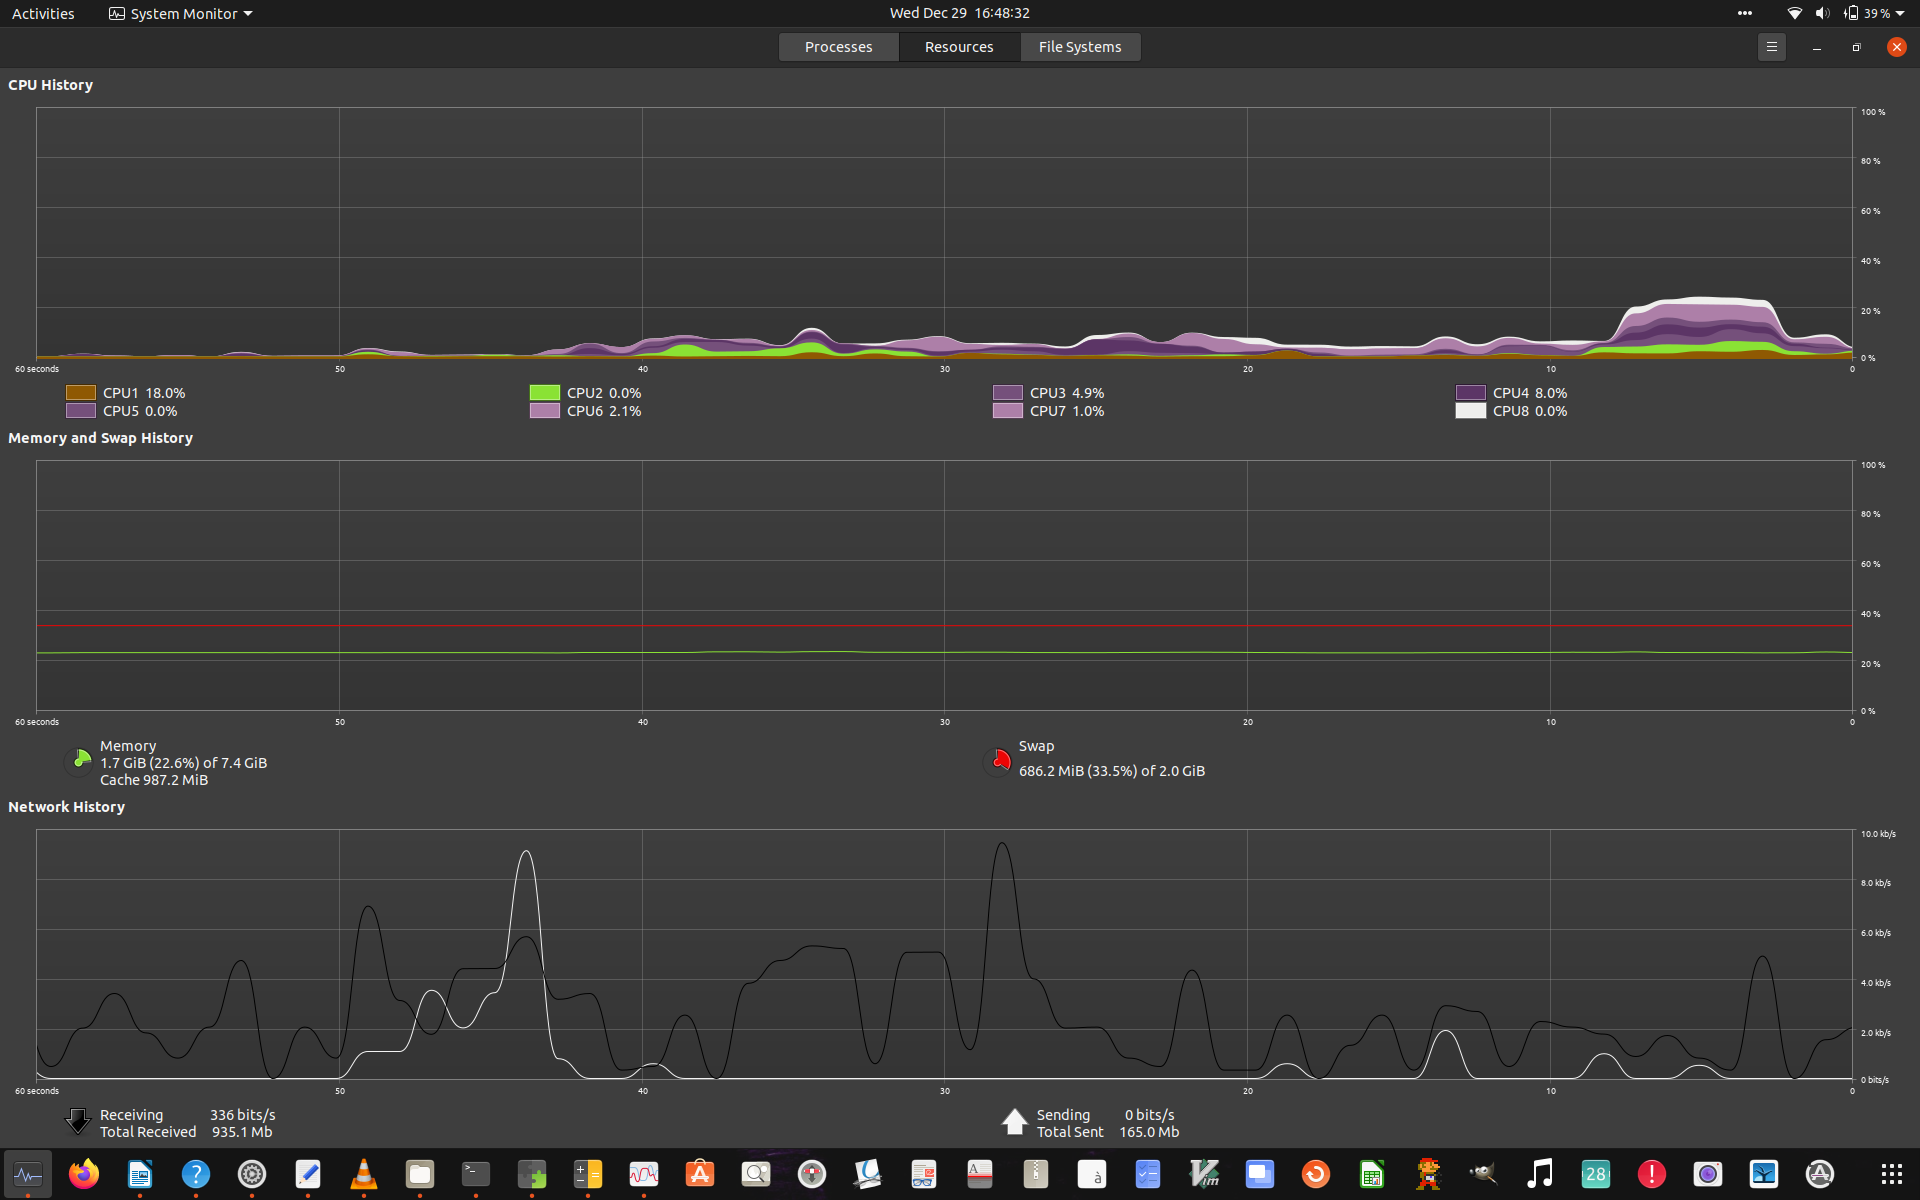 Activities
System Monitor
Wed Dec 29 16:48:32
39 %
Processes
Resources
File Systems
CPU History
100 %
80 %
60 %
40 %
20 %
0 %
60 seconds
50
40
30
20
10
0
CPU1 18.0%
CPU2 0.0%
CPU3 4.9%
CPU4 8.0%
CPU5 0.0%
CPU6 2.1%
CPU7 1.0%
CPU8 0.0%
Memory and Swap History
100 %
80 %
60 %
40 %
20 %
0 %
60 seconds
50
40
30
20
10
0
Memory
1.7 GiB (22.6%) of 7.4 GiB
Cache 987.2 MiB
Swap
686.2 MiB (33.5%) of 2.0 GiB
Network History
10.0 kb/s
8.0 kb/s
6.0 kb/s
4.0 kb/s
2.0 kb/s
0 bits/s
60 seconds
50
40
30
20
10
0
Receiving 336 bits/s
Total Received 935.1 Mb
Sending 0 bits/s
Total Sent 165.0 Mb
?
>_
A
à
Vim
28
!